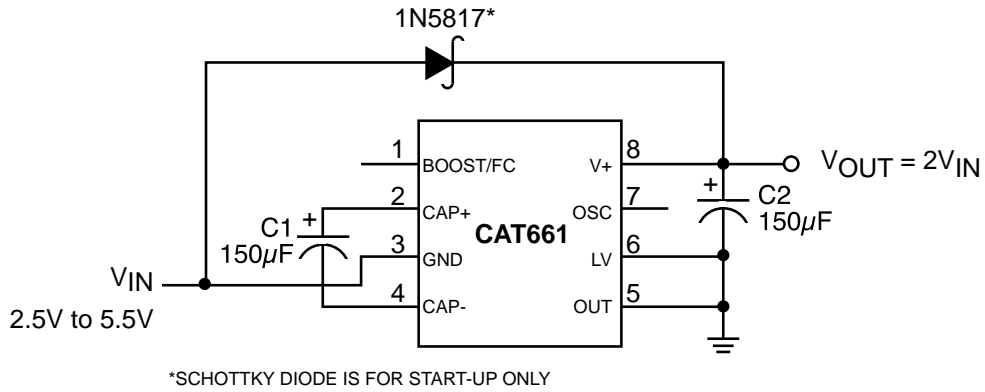 1N5817*
1 BOOST/FC V+ 8
VOUT = 2VIN
2 CAP+ OSC 7
+ C1 150µF
CAT661
+ C2 150µF
3 GND LV 6
4 CAP- OUT 5
VIN
2.5V to 5.5V
*SCHOTTKY DIODE IS FOR START-UP ONLY